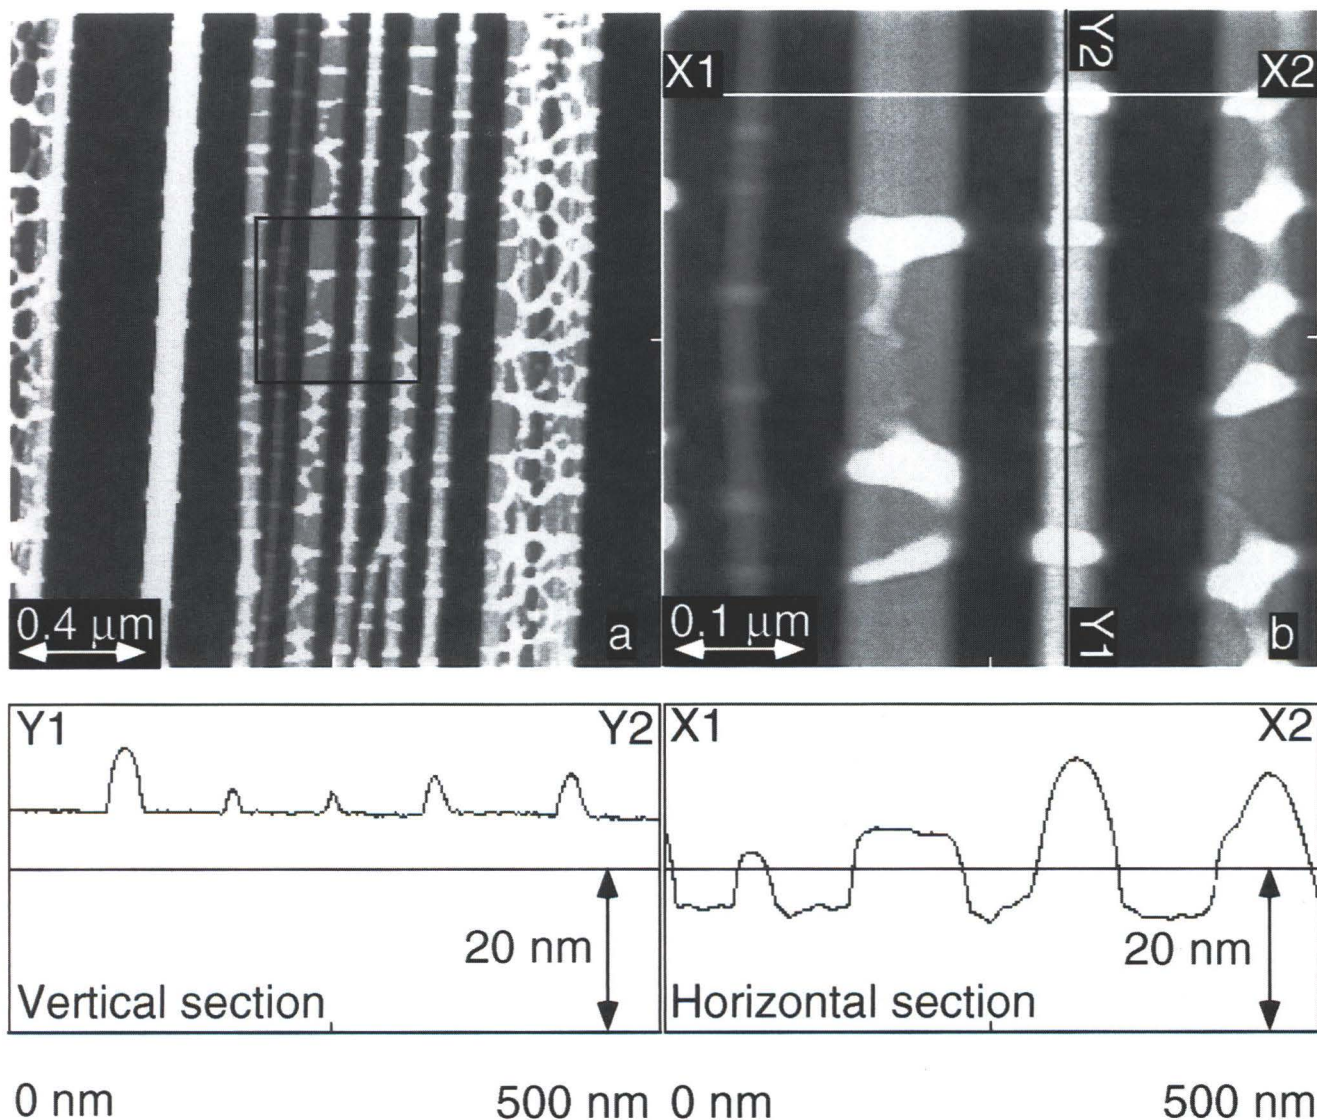 X1
Y2
X2
0.4 μm
a
0.1 μm
Y1
b
Y1
Y2
X1
X2
20 nm
20 nm
Vertical section
Horizontal section
0 nm
500 nm
0
500 nm